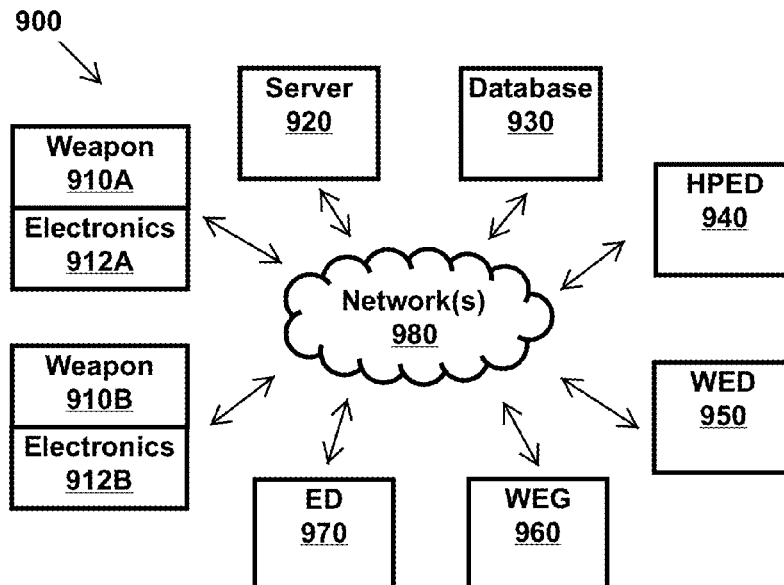 900
Server
920
Database
930
Weapon
910A
Electronics
912A
HPED
940
Network(s)
980
Weapon
910B
Electronics
912B
WED
950
ED
970
WEG
960